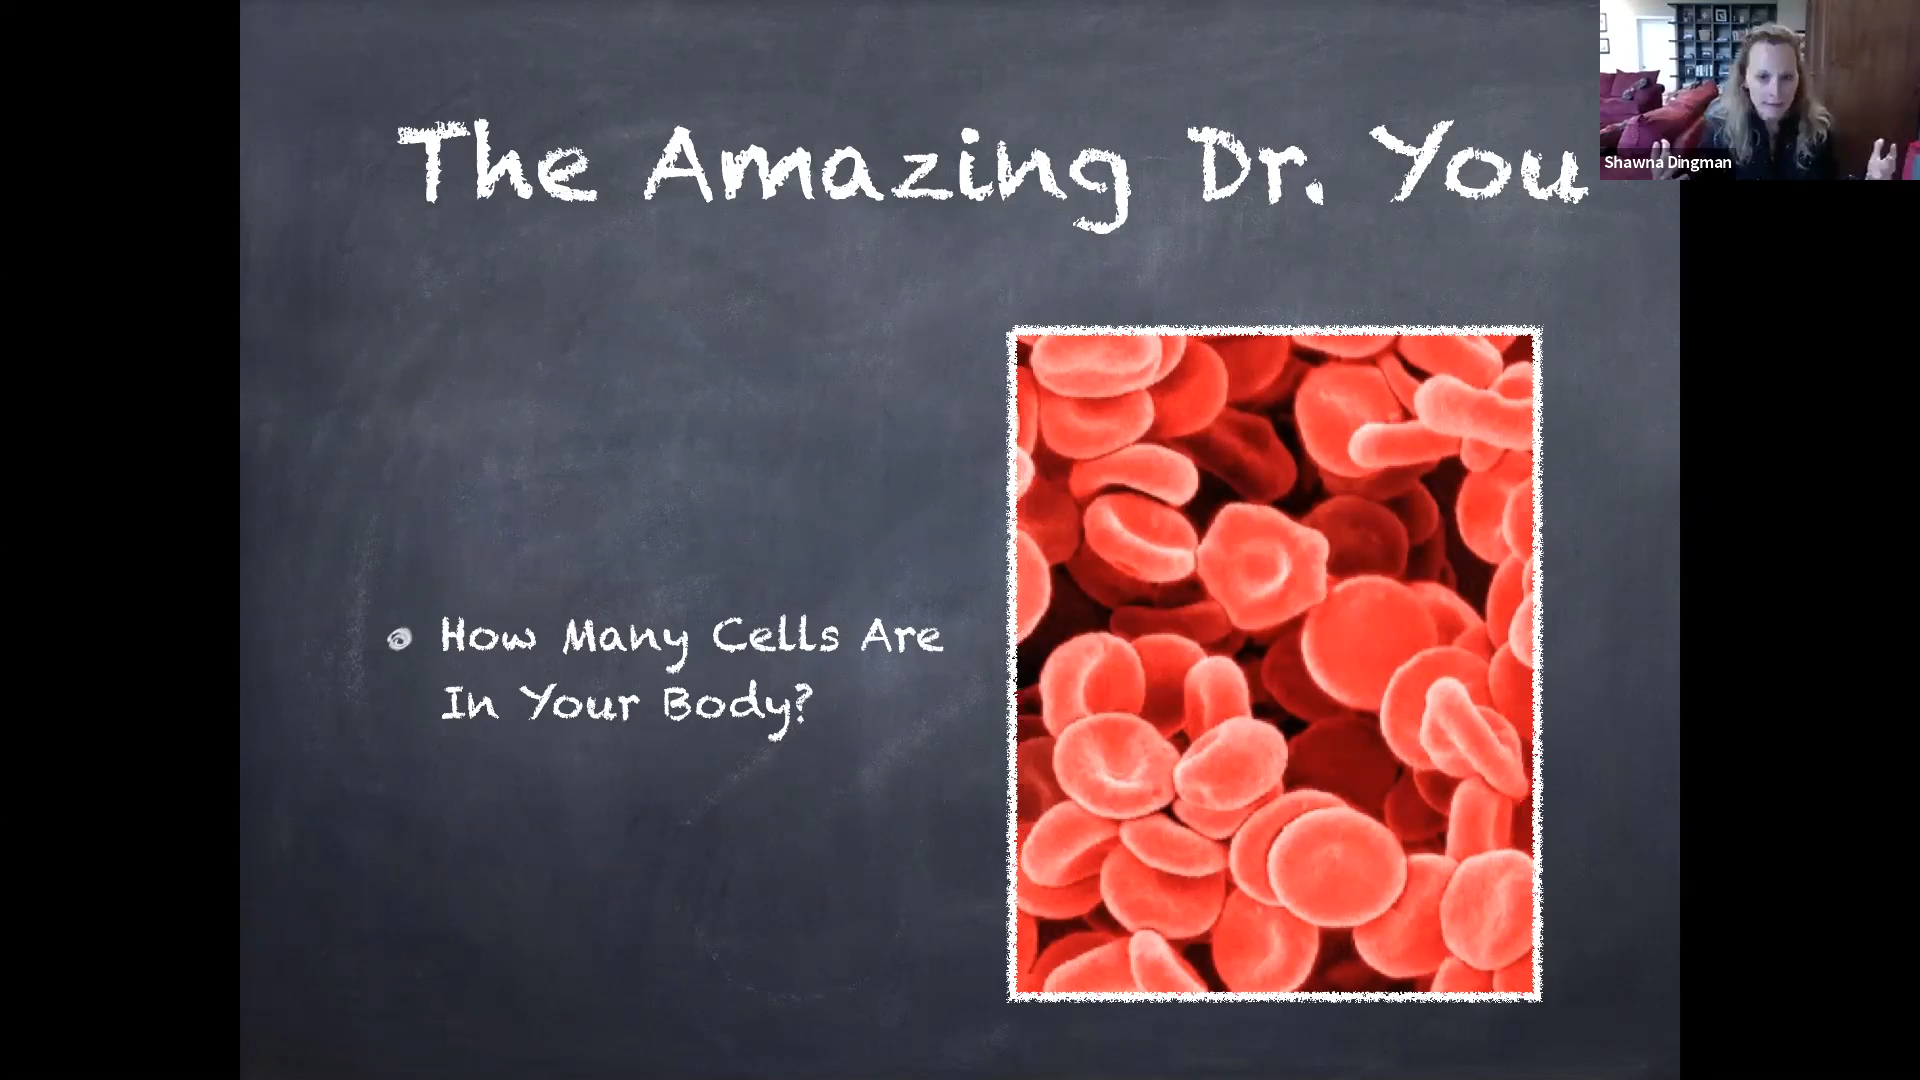 The Amazing Dr. You
Shawna Dingman
How Many Cells Are
In Your Body?